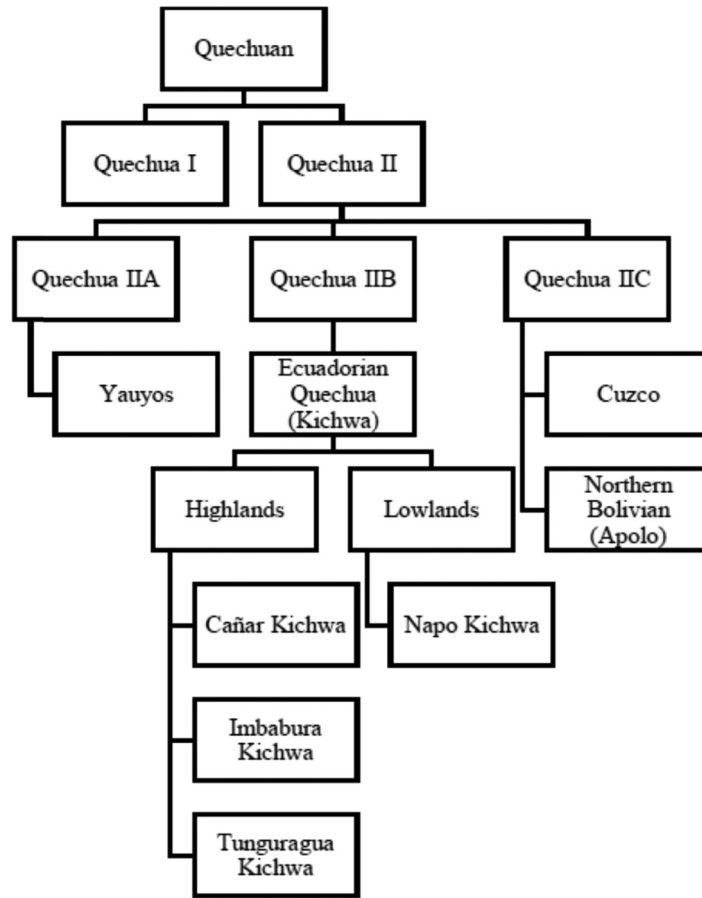 Quechuan
Quechua I
Quechua II
Quechua IIA
Quechua IIB
Quechua IIC
Yauyos
Ecuadorian
Quechua
(Kichwa)
Cuzco
Highlands
Lowlands
Northern
Bolivian
(Apolo)
Cañar Kichwa
Napo Kichwa
Imbabura
Kichwa
Tunguragua
Kichwa